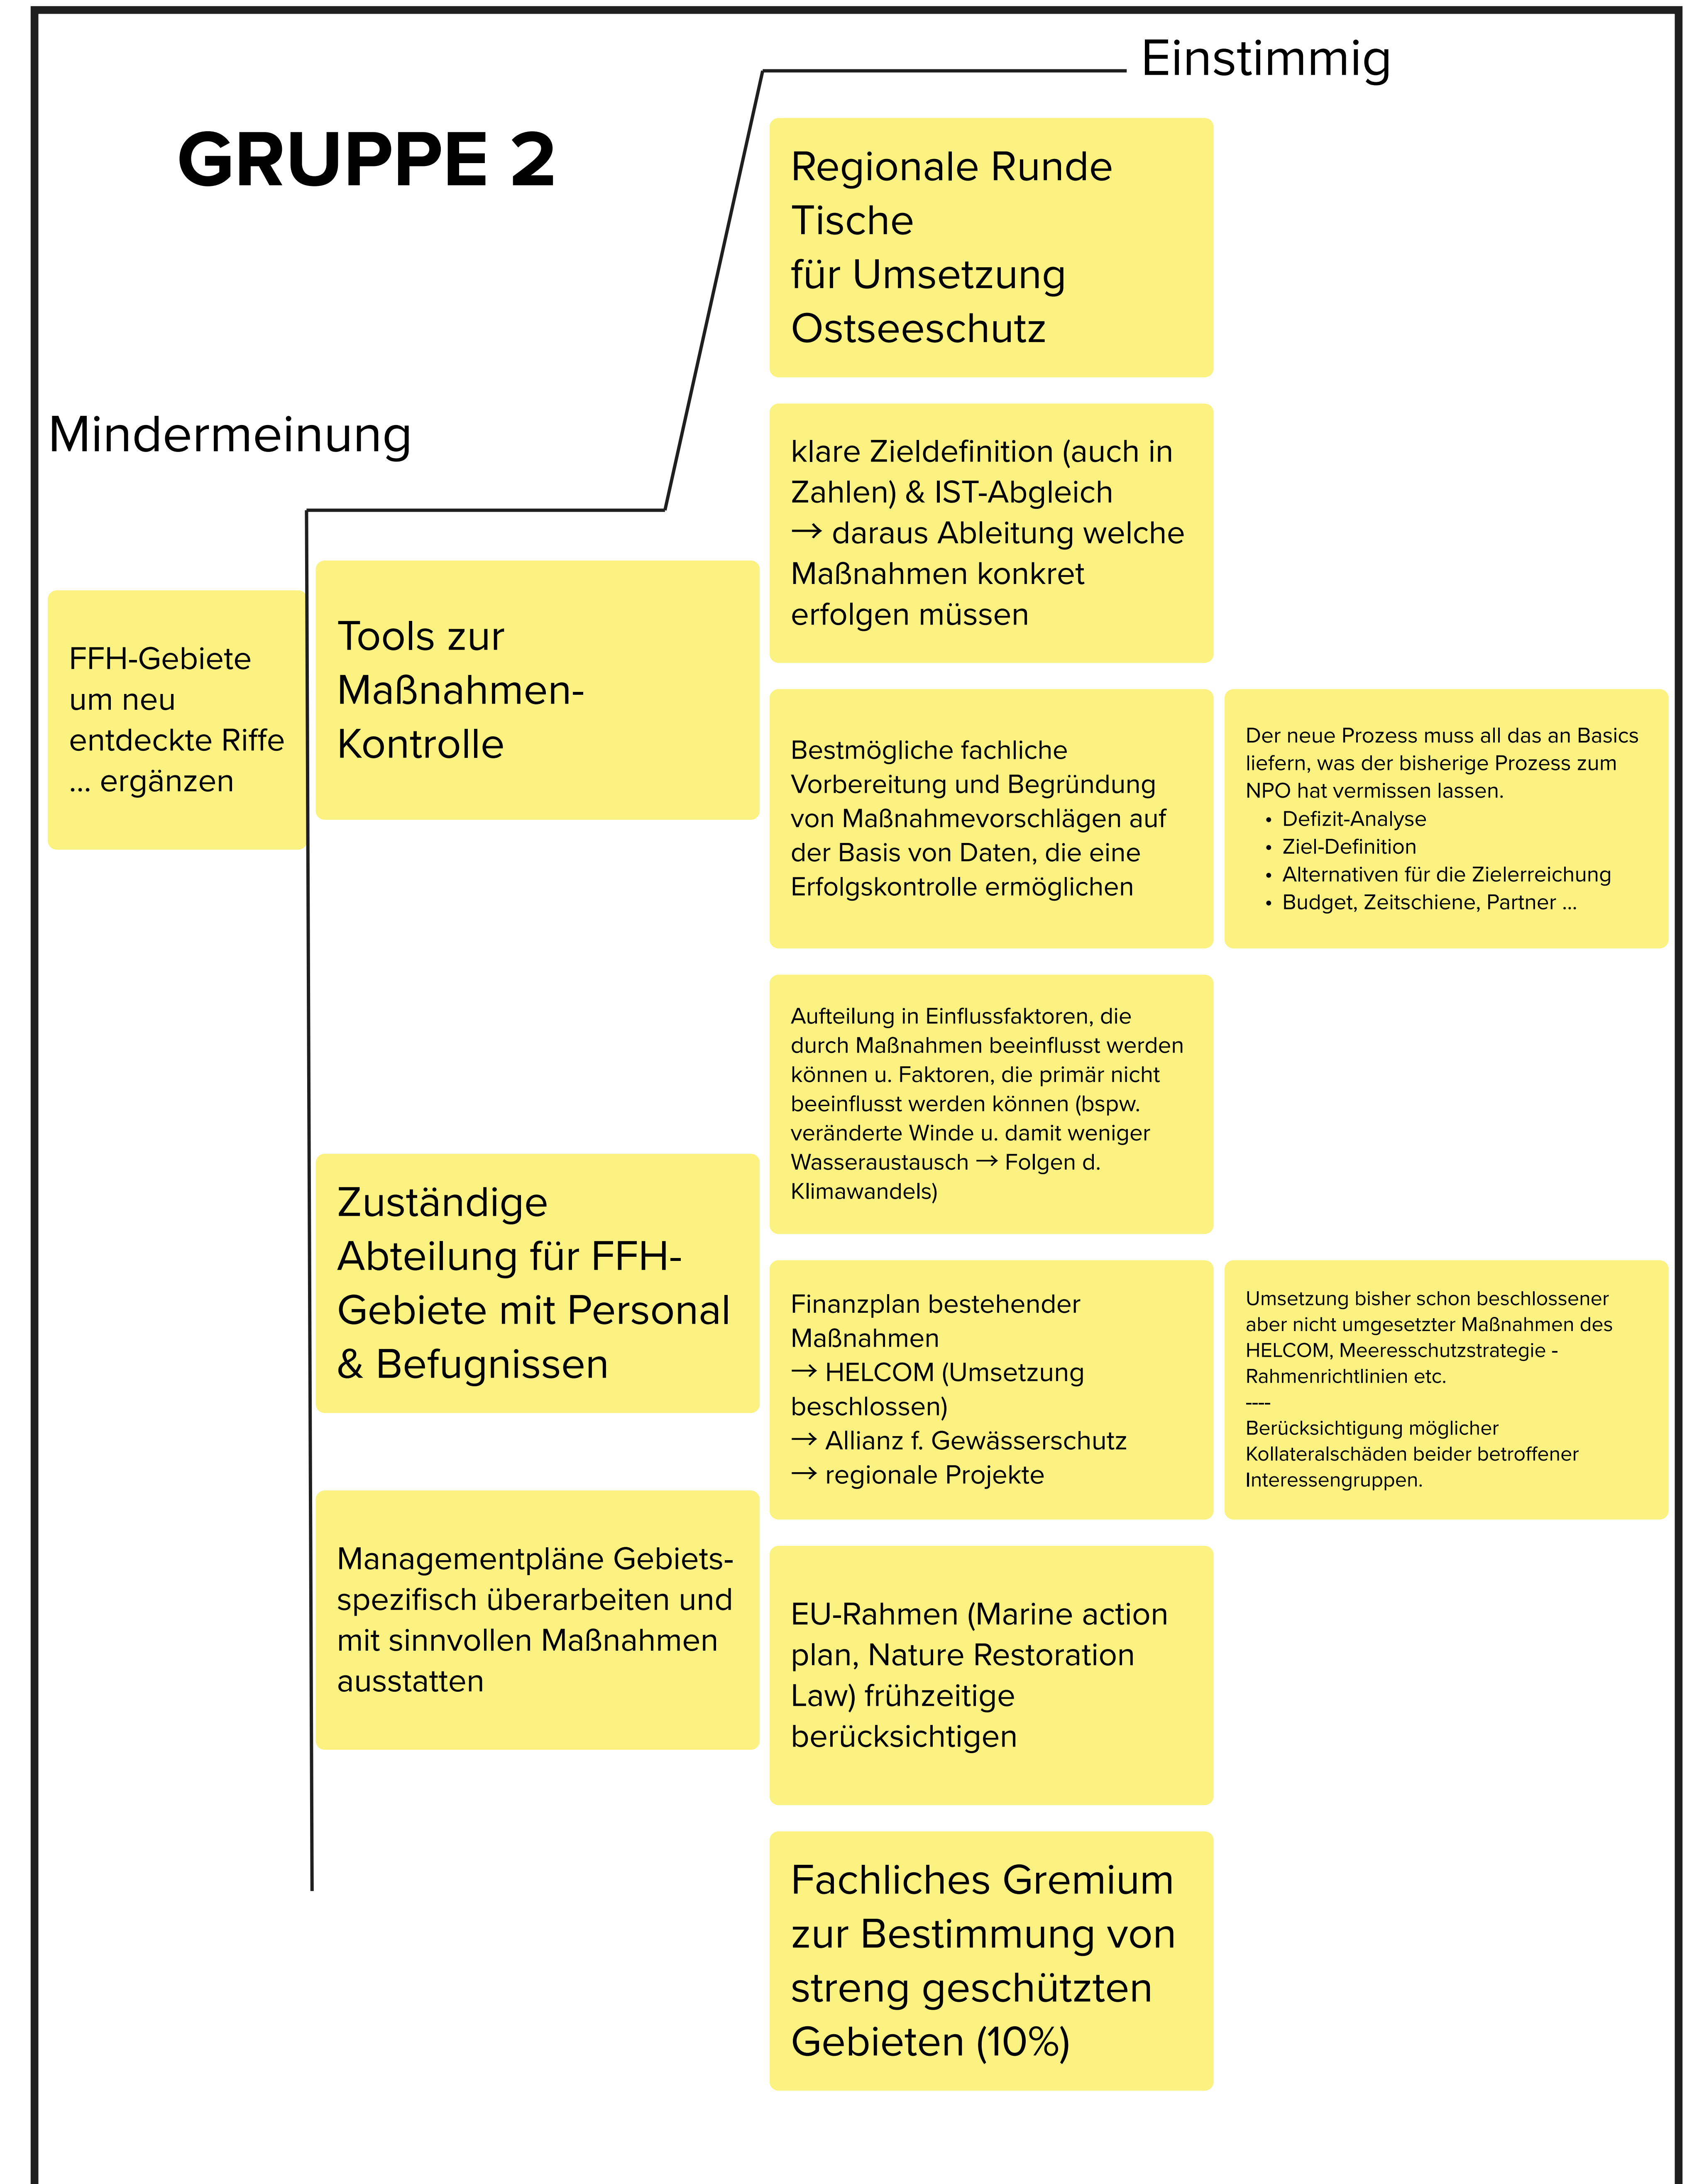 Einstimmig
GRUPPE 2
Mindermeinung
FFH-Gebiete
um neu
entdeckte Riffe
... ergänzen
Tools zur
Maßnahmen-
Kontrolle
Zuständige
Abteilung für FFH-
Gebiete mit Personal
& Befugnissen
Managementpläne Gebiets-
spezifisch überarbeiten und
mit sinnvollen Maßnahmen
ausstatten
Regionale Runde
Tische
für Umsetzung
Ostseeschutz
klare Zieldefinition (auch in
Zahlen) & IST-Abgleich
→ daraus Ableitung welche
Maßnahmen konkret
erfolgen müssen
Bestmögliche fachliche
Vorbereitung und Begründung
von Maßnahmevorschlägen auf
der Basis von Daten, die eine
Erfolgskontrolle ermöglichen
Der neue Prozess muss all das an Basics
liefern, was der bisherige Prozess zum
NPO hat vermissen lassen.
• Defizit-Analyse
• Ziel-Definition
• Alternativen für die Zielerreichung
• Budget, Zeitschiene, Partner ...
Aufteilung in Einflussfaktoren, die
durch Maßnahmen beeinflusst werden
können u. Faktoren, die primär nicht
beeinflusst werden können (bspw.
veränderte Winde u. damit weniger
Wasseraustausch → Folgen d.
Klimawandels)
Finanzplan bestehender
Maßnahmen
→ HELCOM (Umsetzung
beschlossen)
→ Allianz f. Gewässerschutz
→ regionale Projekte
Umsetzung bisher schon beschlossener
aber nicht umgesetzter Maßnahmen des
HELCOM, Meeresschutzstrategie -
Rahmenrichtlinien etc.
----
Berücksichtigung möglicher
Kollateralschäden beider betroffener
Interessengruppen.
EU-Rahmen (Marine action
plan, Nature Restoration
Law) frühzeitige
berücksichtigen
Fachliches Gremium
zur Bestimmung von
streng geschützten
Gebieten (10%)